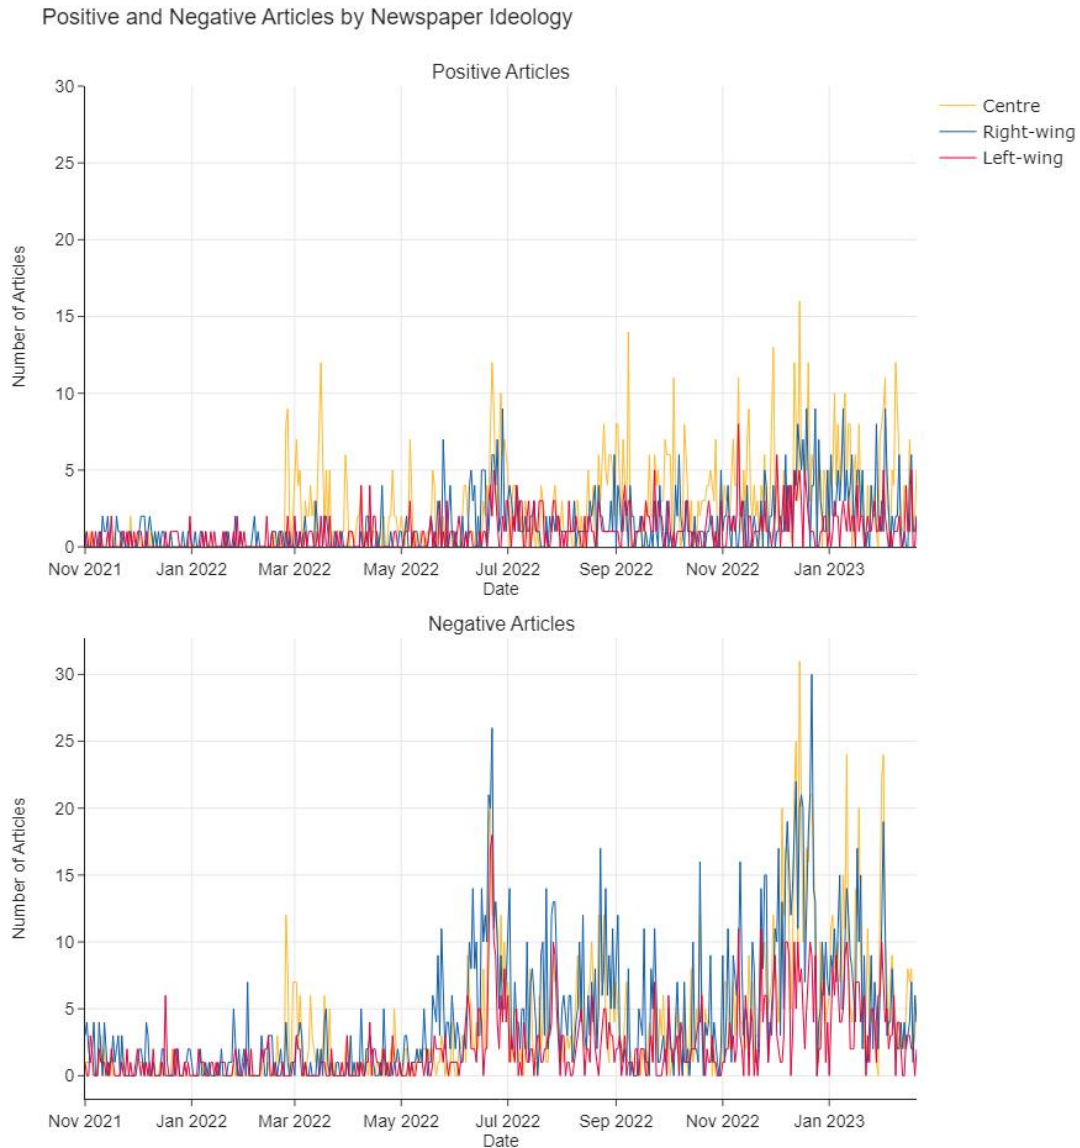 Positive and Negative Articles by Newspaper Ideology
Positive Articles
30
25
20
15
10
5
0
Number of Articles
Nov 2021 Jan 2022 Mar 2022 May 2022 Jul 2022 Sep 2022 Nov 2022 Jan 2023
Date
Centre
Right-wing
Left-wing
Negative Articles
30
25
20
15
10
5
0
Number of Articles
Nov 2021 Jan 2022 Mar 2022 May 2022 Jul 2022 Sep 2022 Nov 2022 Jan 2023
Date